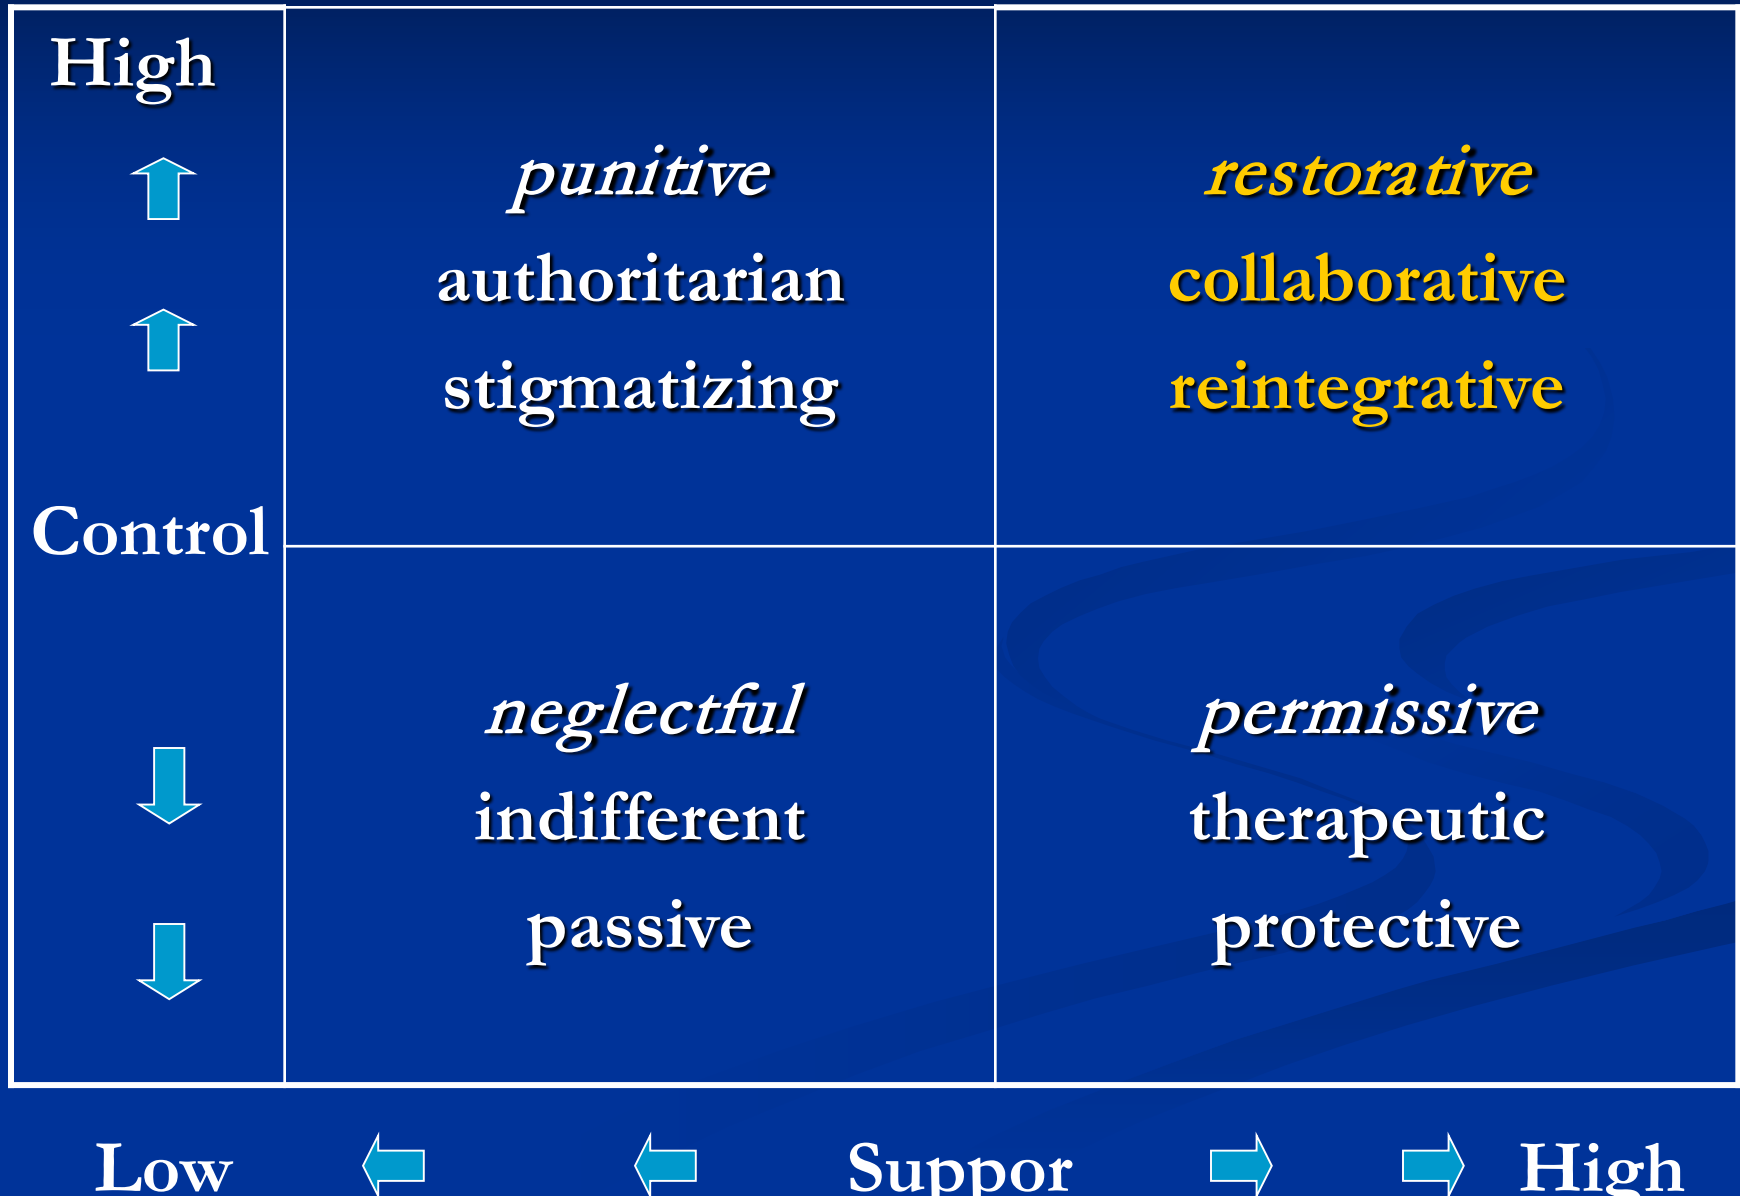 High
punitive
authoritarian
stigmatizing
restorative
collaborative
reintegrative
Control
neglectful
indifferent
passive
permissive
therapeutic
protective
Low Suppor High